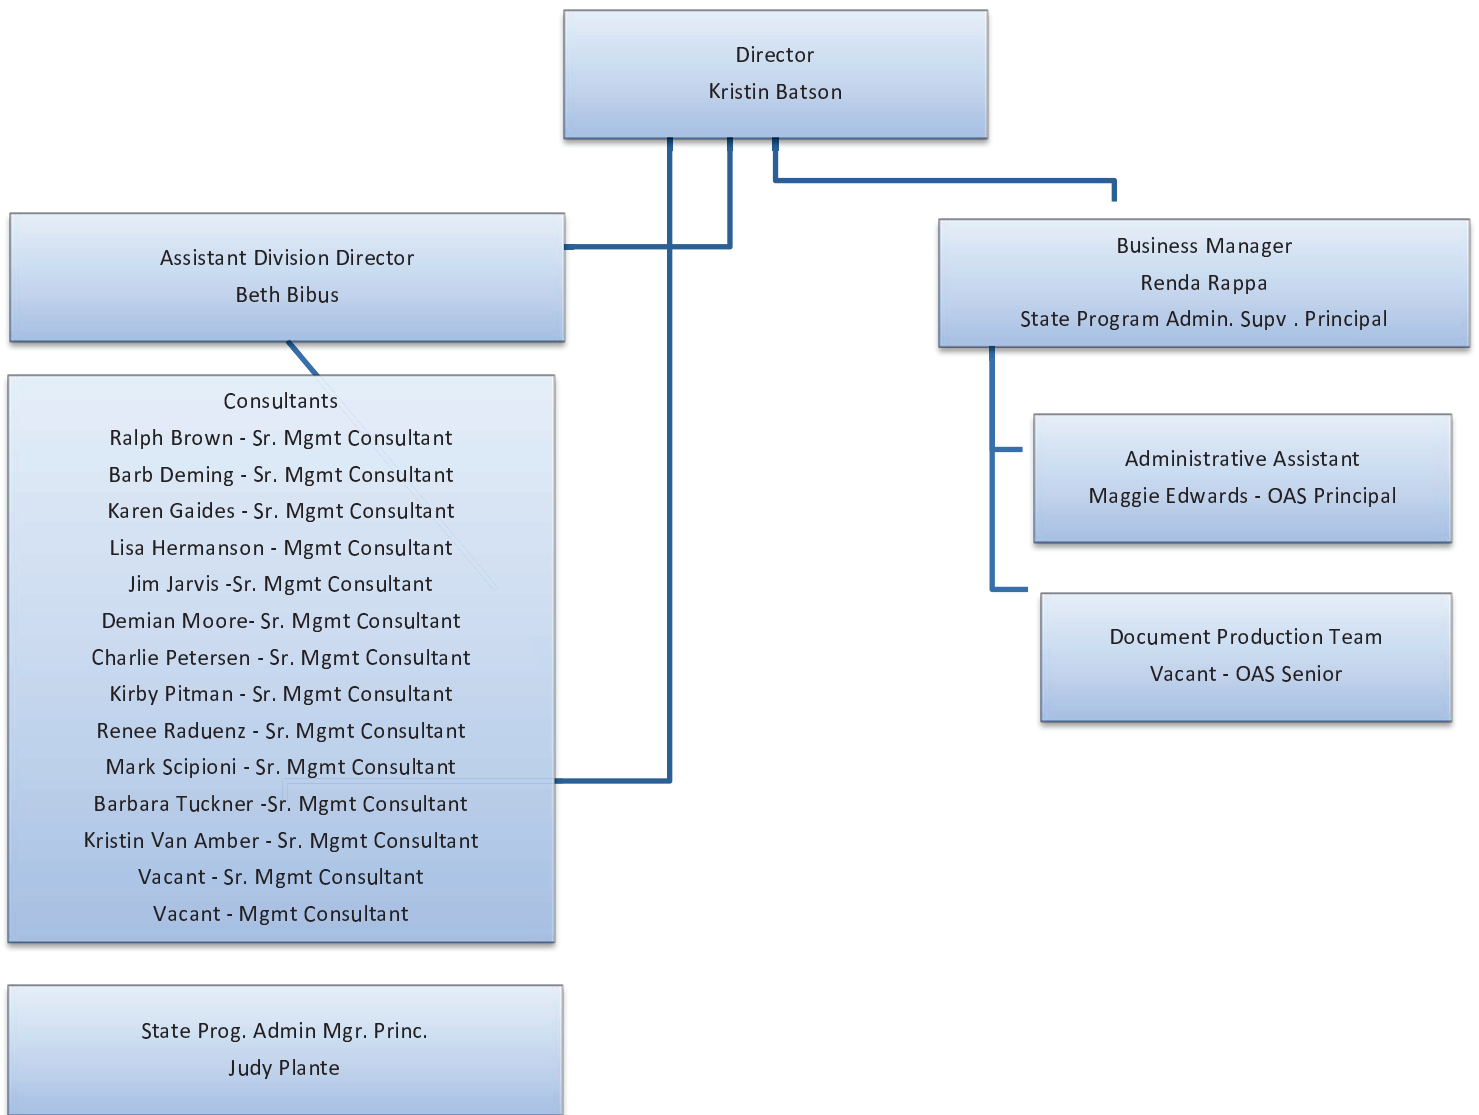 Director
Kristin Batson
Assistant Division Director
Beth Bibus
Business Manager
Renda Rappa
State Program Admin. Supv . Principal
Consultants
Ralph Brown - Sr. Mgmt Consultant
Barb Deming - Sr. Mgmt Consultant
Karen Gaides - Sr. Mgmt Consultant
Lisa Hermanson - Mgmt Consultant
Jim Jarvis -Sr. Mgmt Consultant
Demian Moore- Sr. Mgmt Consultant
Charlie Petersen - Sr. Mgmt Consultant
Kirby Pitman - Sr. Mgmt Consultant
Renee Raduenz - Sr. Mgmt Consultant
Mark Scipioni - Sr. Mgmt Consultant
Barbara Tuckner -Sr. Mgmt Consultant
Kristin Van Amber - Sr. Mgmt Consultant
Vacant - Sr. Mgmt Consultant
Vacant - Mgmt Consultant
Administrative Assistant
Maggie Edwards - OAS Principal
Document Production Team
Vacant - OAS Senior
State Prog. Admin Mgr. Princ.
Judy Plante